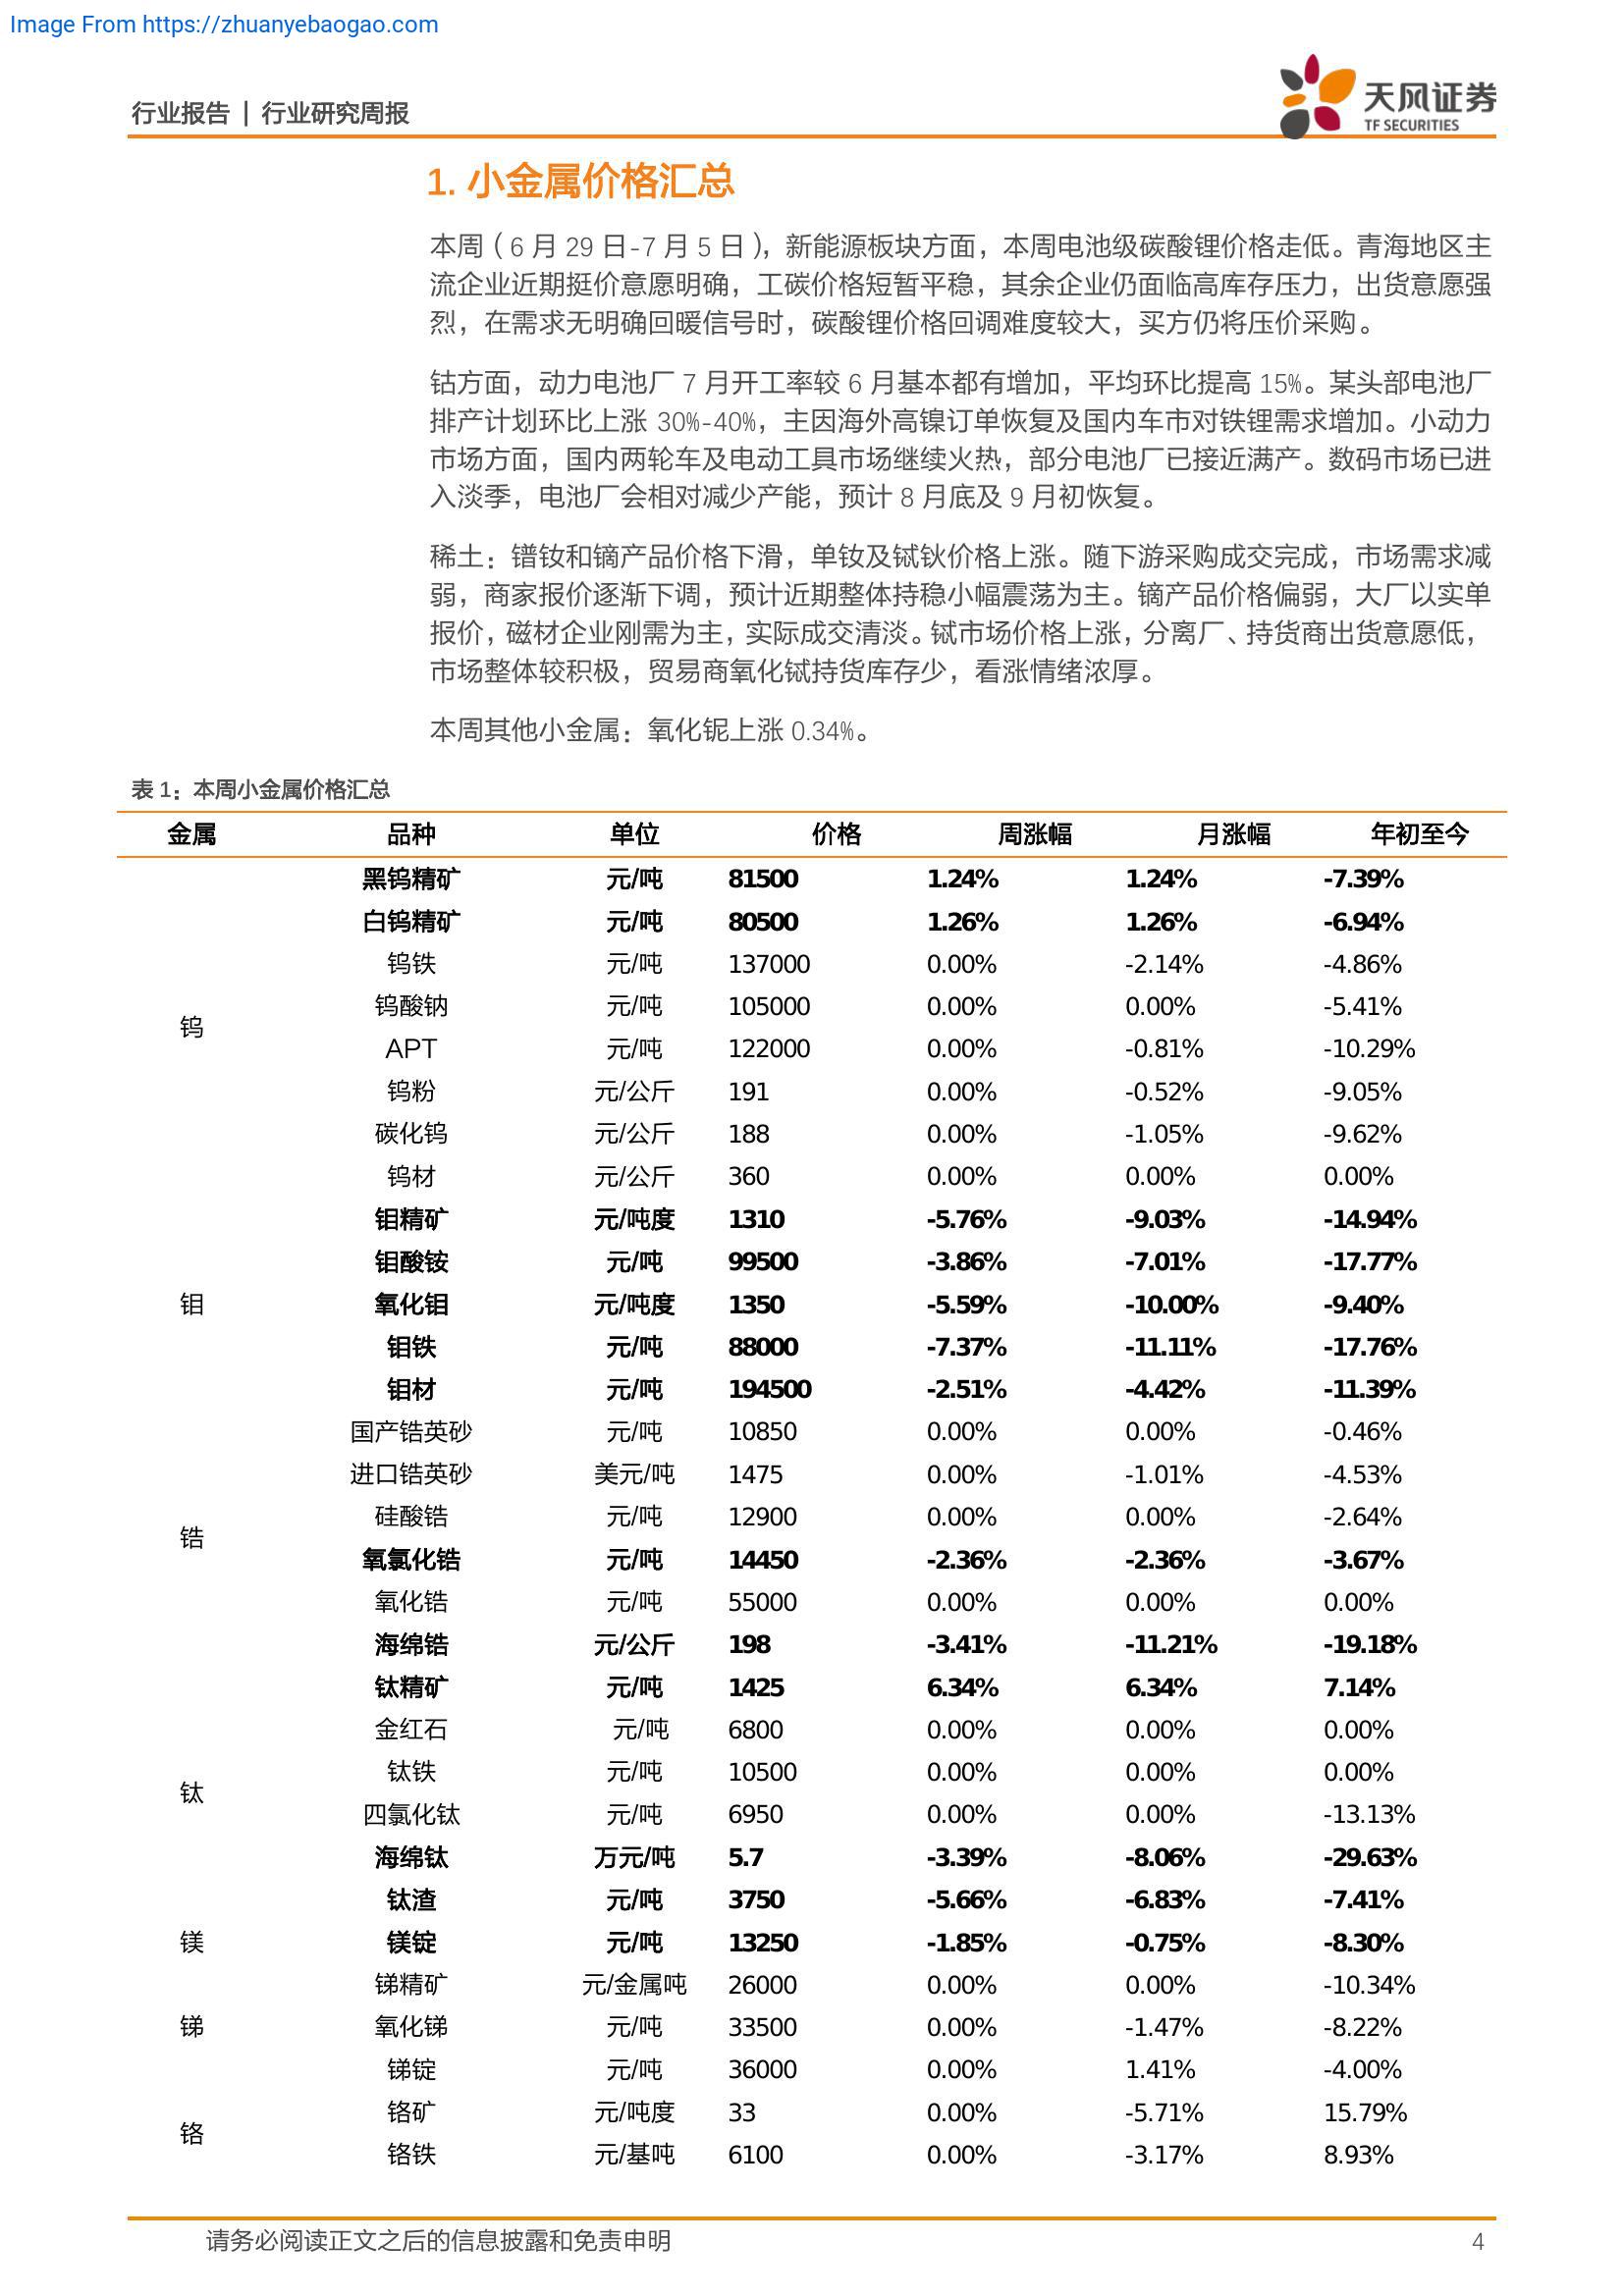 Image From https://zhuanyebaogao.com
行业报告 | 行业研究周报
天风证券
TF SECURITIES
1. 小金属价格汇总
本周（6 月 29 日-7 月 5 日），新能源板块方面，本周电池级碳酸锂价格走低。青海地区主
流企业近期挺价意愿明确，工碳价格短暂平稳，其余企业仍面临高库存压力，出货意愿强
烈，在需求无明确回暖信号时，碳酸锂价格回调难度较大，买方仍将压价采购。
钴方面，动力电池厂 7 月开工率较 6 月基本都有增加，平均环比提高 15%。某头部电池厂
排产计划环比上涨 30%-40%，主因海外高镍订单恢复及国内车市对铁锂需求增加。小动力
市场方面，国内两轮车及电动工具市场继续火热，部分电池厂已接近满产。数码市场已进
入淡季，电池厂会相对减少产能，预计 8 月底及 9 月初恢复。
稀土：镨钕和镝产品价格下滑，单钕及铽钬价格上涨。随下游采购成交完成，市场需求减
弱，商家报价逐渐下调，预计近期整体持稳小幅震荡为主。镝产品价格偏弱，大厂以实单
报价，磁材企业刚需为主，实际成交清淡。铽市场价格上涨，分离厂、持货商出货意愿低，
市场整体较积极，贸易商氧化铽持货库存少，看涨情绪浓厚。
本周其他小金属：氧化铌上涨 0.34%。
表 1：本周小金属价格汇总
金属 品种 单位 价格 周涨幅 月涨幅 年初至今
黑钨精矿 元/吨 81500 1.24% 1.24% -7.39%
白钨精矿 元/吨 80500 1.26% 1.26% -6.94%
钨铁 元/吨 137000 0.00% -2.14% -4.86%
钨酸钠 元/吨 105000 0.00% 0.00% -5.41%
钨
APT 元/吨 122000 0.00% -0.81% -10.29%
钨粉 元/公斤 191 0.00% -0.52% -9.05%
碳化钨 元/公斤 188 0.00% -1.05% -9.62%
钨材 元/公斤 360 0.00% 0.00% 0.00%
钼精矿 元/吨度 1310 -5.76% -9.03% -14.94%
钼酸铵 元/吨 99500 -3.86% -7.01% -17.77%
钼 氧化钼 元/吨度 1350 -5.59% -10.00% -9.40%
钼铁 元/吨 88000 -7.37% -11.11% -17.76%
钼材 元/吨 194500 -2.51% -4.42% -11.39%
国产锆英砂 元/吨 10850 0.00% 0.00% -0.46%
进口锆英砂 美元/吨 1475 0.00% -1.01% -4.53%
硅酸锆 元/吨 12900 0.00% 0.00% -2.64%
锆
氧氯化锆 元/吨 14450 -2.36% -2.36% -3.67%
氧化锆 元/吨 55000 0.00% 0.00% 0.00%
海绵锆 元/公斤 198 -3.41% -11.21% -19.18%
钛精矿 元/吨 1425 6.34% 6.34% 7.14%
金红石 元/吨 6800 0.00% 0.00% 0.00%
钛铁 元/吨 10500 0.00% 0.00% 0.00%
钛
四氯化钛 元/吨 6950 0.00% 0.00% -13.13%
海绵钛 万元/吨 5.7 -3.39% -8.06% -29.63%
钛渣 元/吨 3750 -5.66% -6.83% -7.41%
镁 镁锭 元/吨 13250 -1.85% -0.75% -8.30%
锑精矿 元/金属吨 26000 0.00% 0.00% -10.34%
锑 氧化锑 元/吨 33500 0.00% -1.47% -8.22%
锑锭 元/吨 36000 0.00% 1.41% -4.00%
铬矿 元/吨度 33 0.00% -5.71% 15.79%
铬
铬铁 元/基吨 6100 0.00% -3.17% 8.93%
请务必阅读正文之后的信息披露和免责申明 4